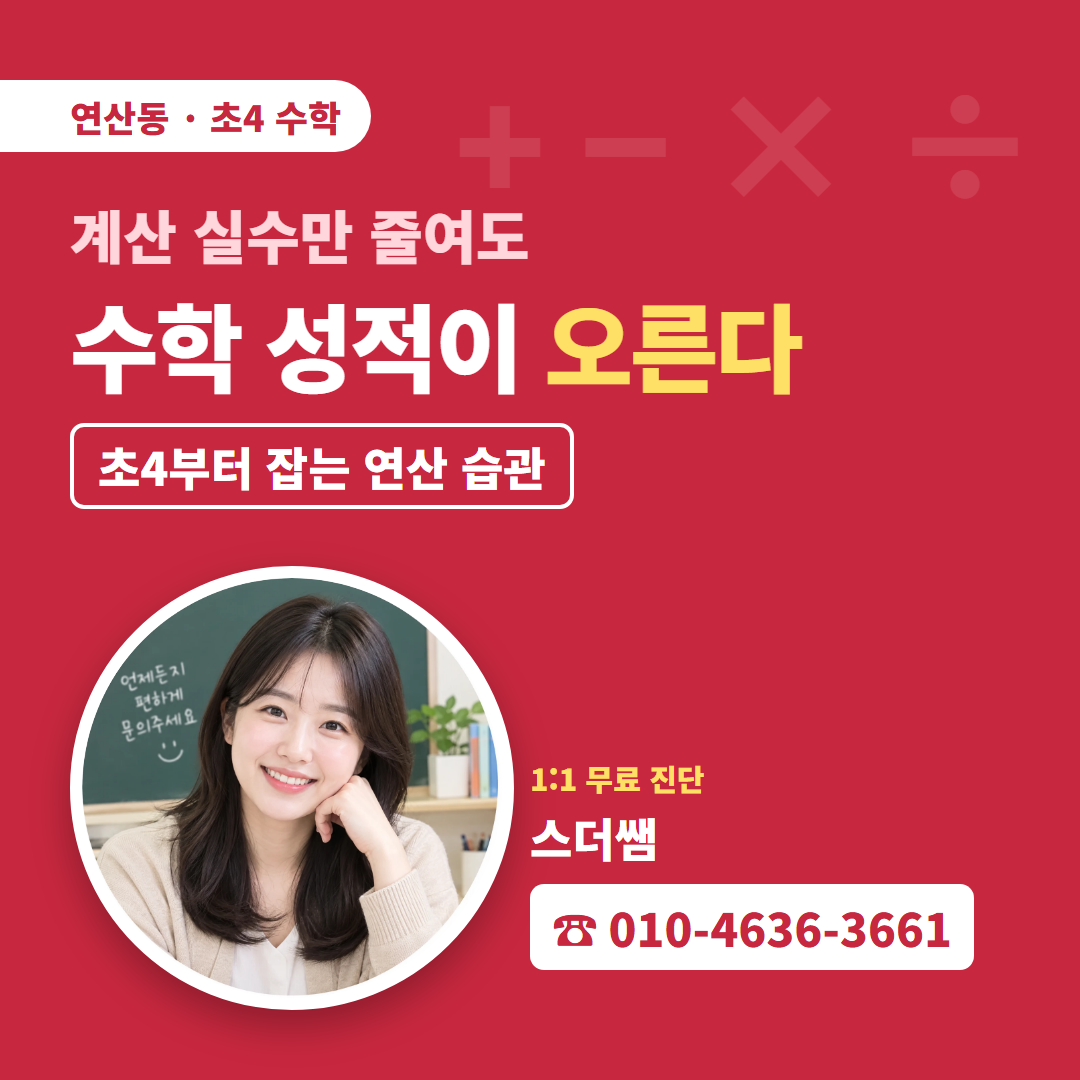 연산동 · 초4 수학
+ − × ÷
계산 실수만 줄여도
수학 성적이 오른다
초4부터 잡는 연산 습관
언제든지
편하게
문의주세요
1:1 무료 진단
스더쌤
☎ 010-4636-3661